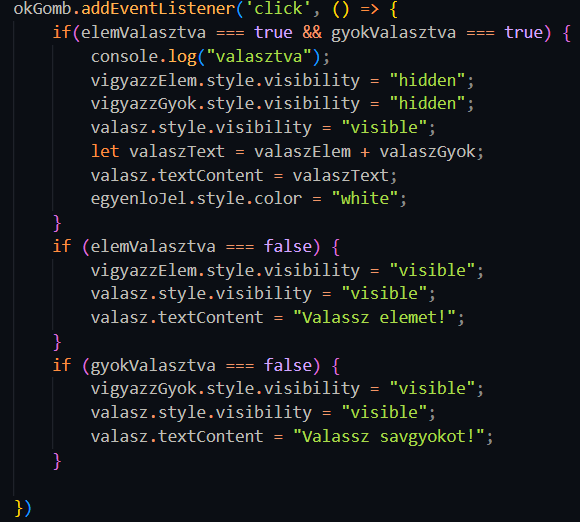 okGomb.addEventListener('click', () => {
    if(elemValasztva === true && gyokValasztva === true) {
        console.log("valasztva");
        vigyazzElem.style.visibility = "hidden";
        vigyazzGyok.style.visibility = "hidden";
        valasz.style.visibility = "visible";
        let valaszText = valaszElem + valaszGyok;
        valasz.textContent = valaszText;
        egyenloJel.style.color = "white";
    }
    if (elemValasztva === false) {
        vigyazzElem.style.visibility = "visible";
        valasz.style.visibility = "visible";
        valasz.textContent = "Valassz elemet!";
    }
    if (gyokValasztva === false) {
        vigyazzGyok.style.visibility = "visible";
        valasz.style.visibility = "visible";
        valasz.textContent = "Valassz savgyokot!";
    }

})